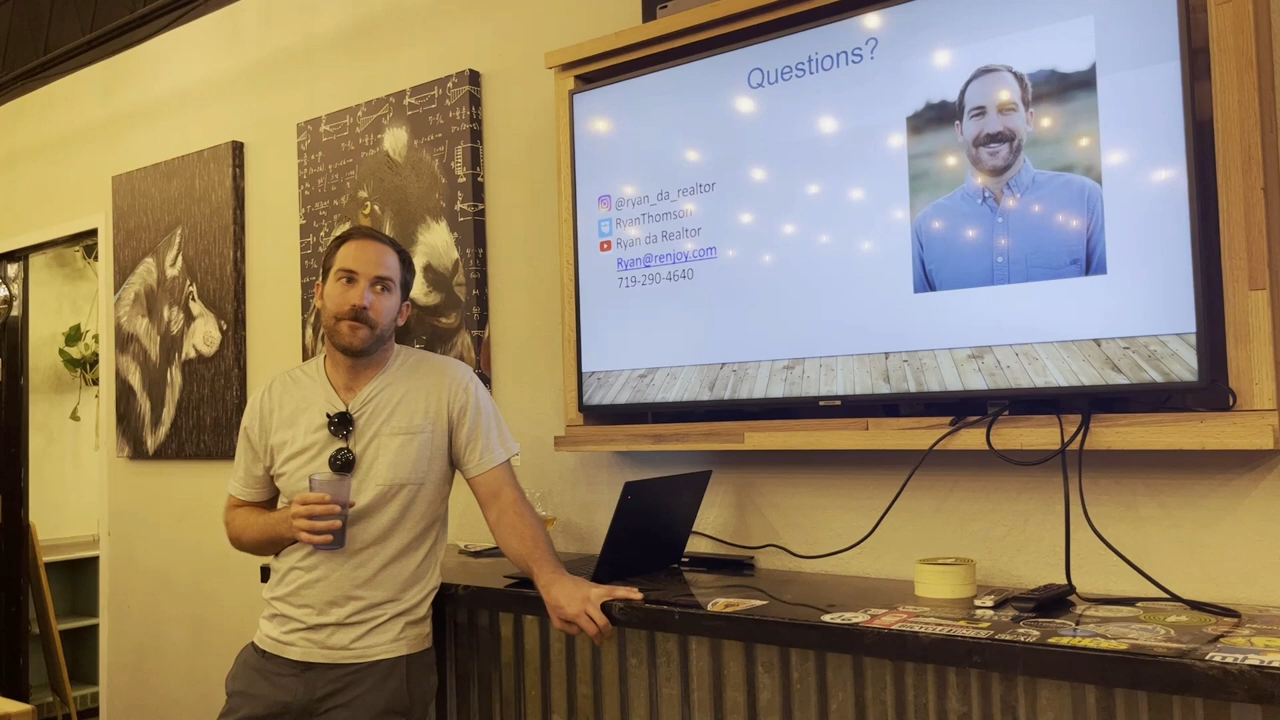 Questions?
@ryan_da_realtor
RyanThomson
Ryan da Realtor
Ryan@renjoy.com
719-290-4640